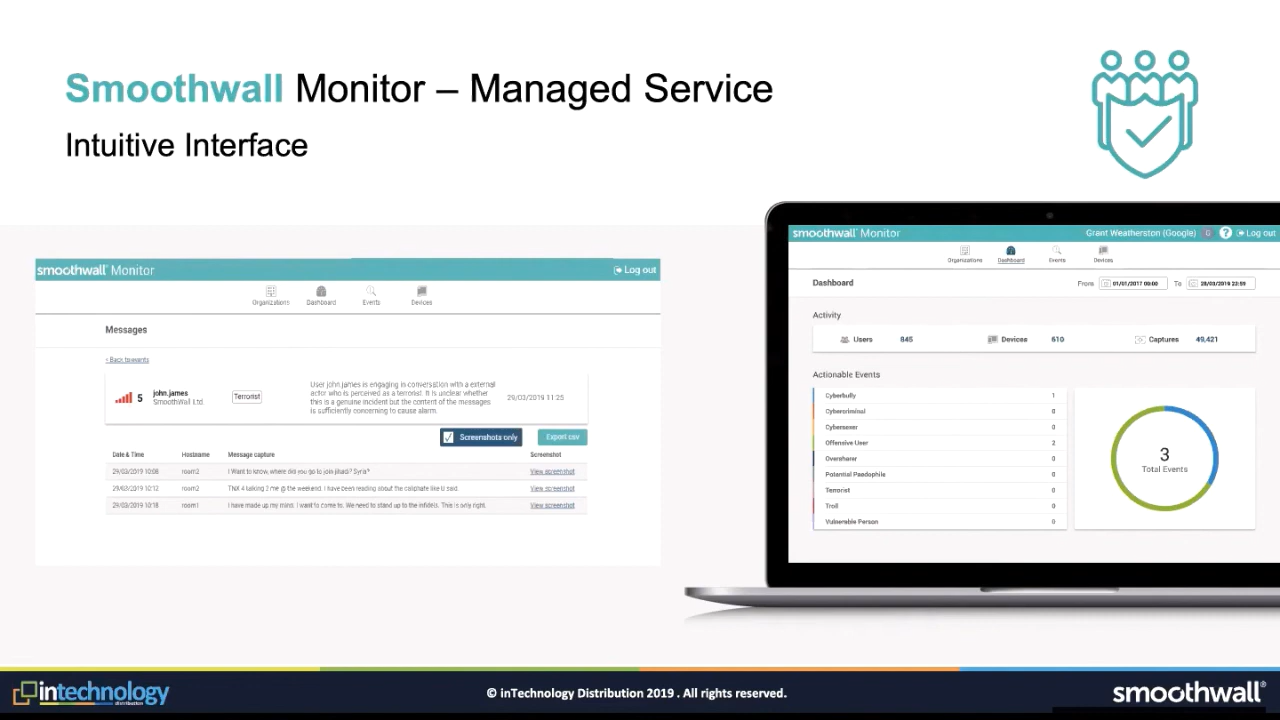 Smoothwall Monitor – Managed Service
Intuitive Interface
smoothwall® Monitor
Log out
Organizations Dashboard Events Devices
Messages
‹ Back to events
5
john.james
SmoothWall Ltd.
Terrorist
User john.james is engaging in conversation with a external
actor who is perceived as a terrorist. It is unclear whether
this is a genuine incident but the content of the messages
is sufficiently concerning to cause alarm.
29/03/2019 11:25
Screenshots only
Export csv
Date & Time Hostname Message capture Screenshot
29/03/2019 10:08 room2 I Want to know, where did you go to join jihadi? Syria? View screenshot
29/03/2019 10:12 room2 TNX 4 talking 2 me @ the weekend. I have been reading about the caliphate like U said. View screenshot
29/03/2019 10:18 room1 I have made up my mind. I want to come to. We need to stand up to the infidels. This is only right. View screenshot
smoothwall® Monitor
Grant Weatherston (Google) G ? Log out
Organizations Dashboard Events Devices
Dashboard
From 01/01/2017 00:00 To 28/03/2019 23:59
Activity
Users 845 Devices 610 Captures 49,421
Actionable Events
Cyberbully 1
Cybercriminal 0
Cybersexer 0
Offensive User 2
Oversharer 0
Potential Paedophile 0
Terrorist 0
Troll 0
Vulnerable Person 0
3
Total Events
intechnology
distribution
© inTechnology Distribution 2019 . All rights reserved.
smoothwall®